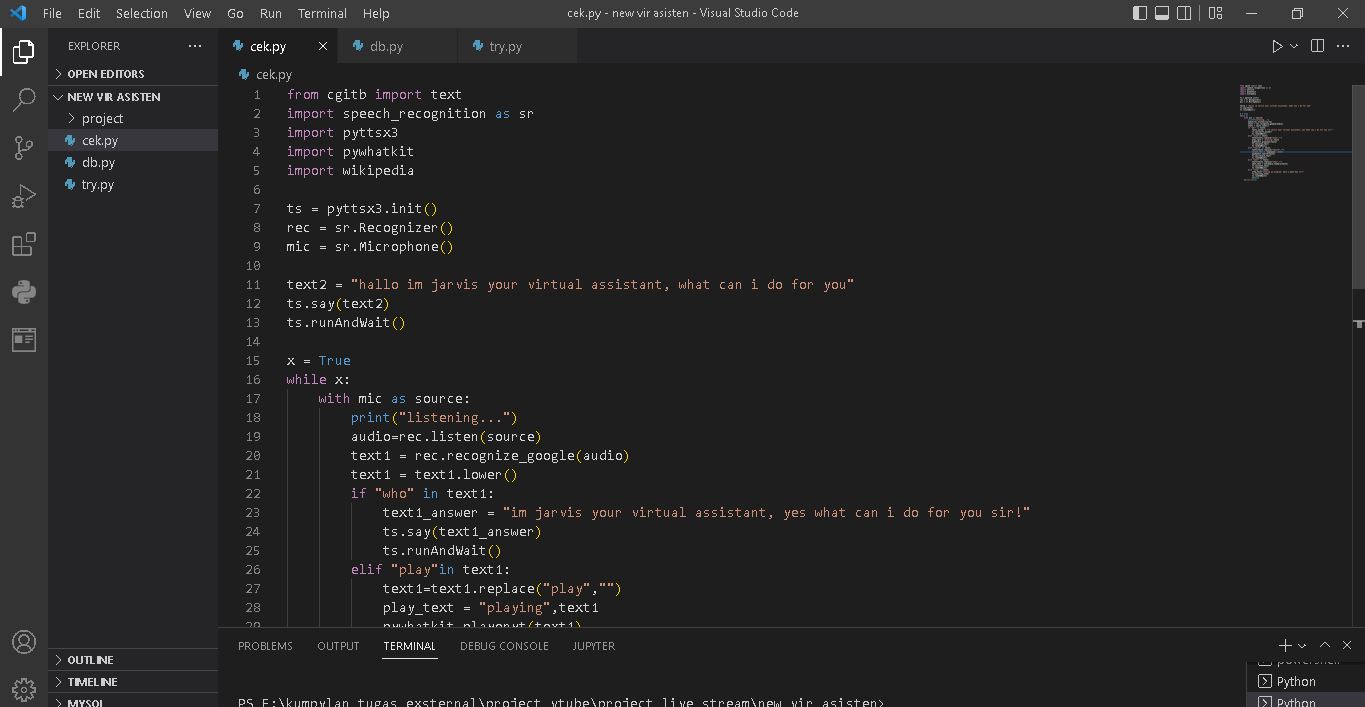 File Edit Selection View Go Run Terminal Help
cek.py - new vir asisten - Visual Studio Code
EXPLORER
OPEN EDITORS
NEW VIR ASISTEN
project
cek.py
db.py
try.py
OUTLINE
TIMELINE
MYSQL
cek.py db.py try.py
cek.py
1 from cgitb import text
2 import speech_recognition as sr
3 import pyttsx3
4 import pywhatkit
5 import wikipedia
6
7 ts = pyttsx3.init()
8 rec = sr.Recognizer()
9 mic = sr.Microphone()
10
11 text2 = "hallo im jarvis your virtual assistant, what can i do for you"
12 ts.say(text2)
13 ts.runAndWait()
14
15 x = True
16 while x:
17 with mic as source:
18 print("listening...")
19 audio=rec.listen(source)
20 text1 = rec.recognize_google(audio)
21 text1 = text1.lower()
22 if "who" in text1:
23 text1_answer = "im jarvis your virtual assistant, yes what can i do for you sir!"
24 ts.say(text1_answer)
25 ts.runAndWait()
26 elif "play"in text1:
27 text1=text1.replace("play","")
28 play_text = "playing",text1
29 pywhatkit.playonyt(text1)
PROBLEMS OUTPUT TERMINAL DEBUG CONSOLE JUPYTER
PS F:\kumpylan tugas exsternal\project ytube\project live stream\new vir asisten>
powershell
Python
Python